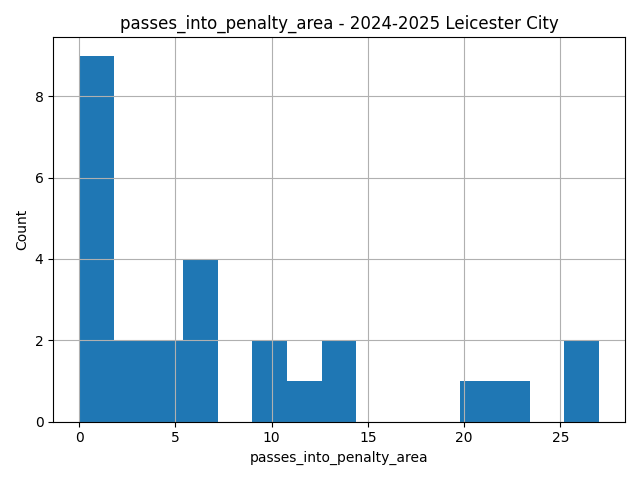 passes_into_penalty_area - 2024-2025 Leicester City
8
6
4
2
0
Count
0 5 10 15 20 25
passes_into_penalty_area